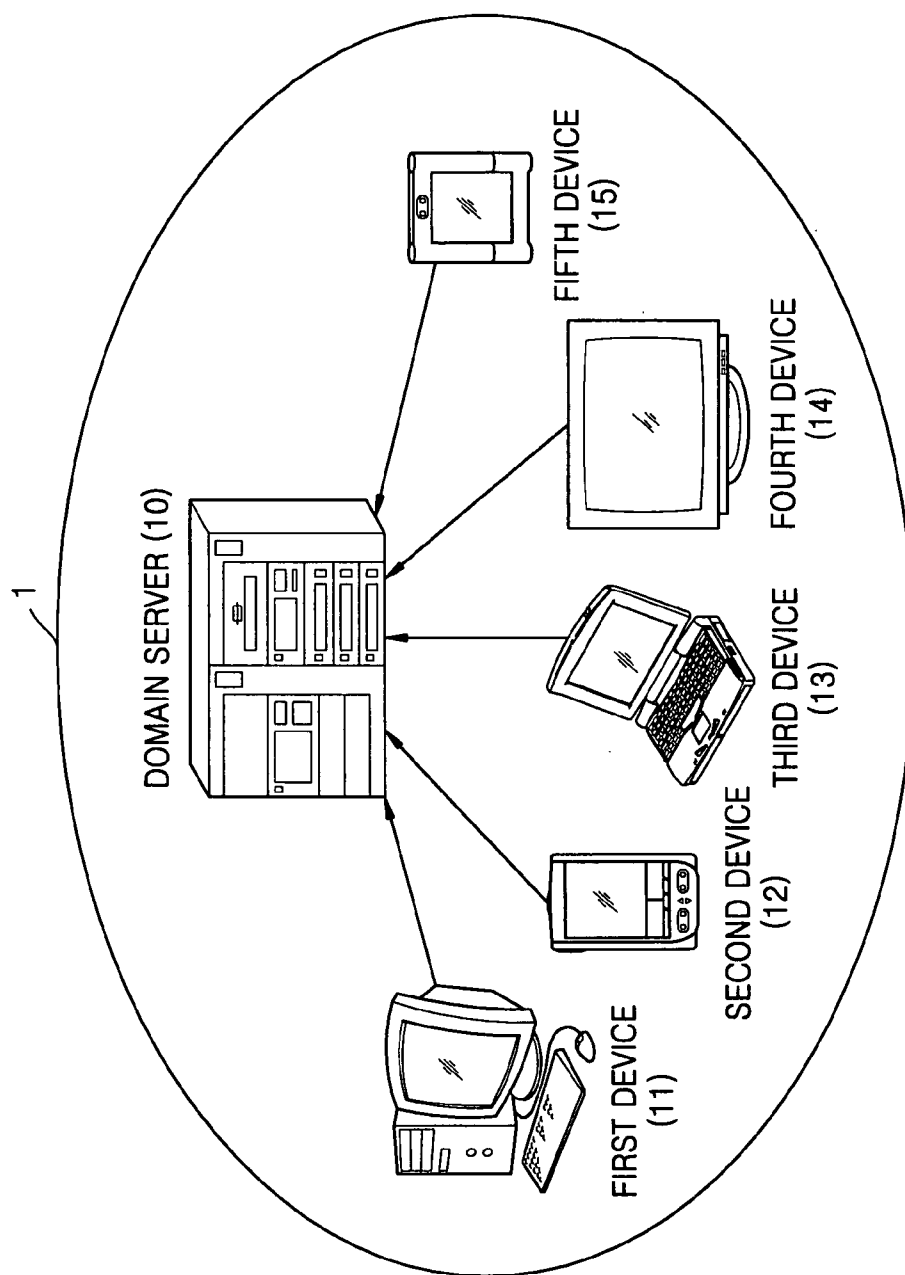 1
DOMAIN SERVER (10)
FIRST DEVICE
(11)
SECOND DEVICE
(12)
THIRD DEVICE
(13)
FOURTH DEVICE
(14)
FIFTH DEVICE
(15)